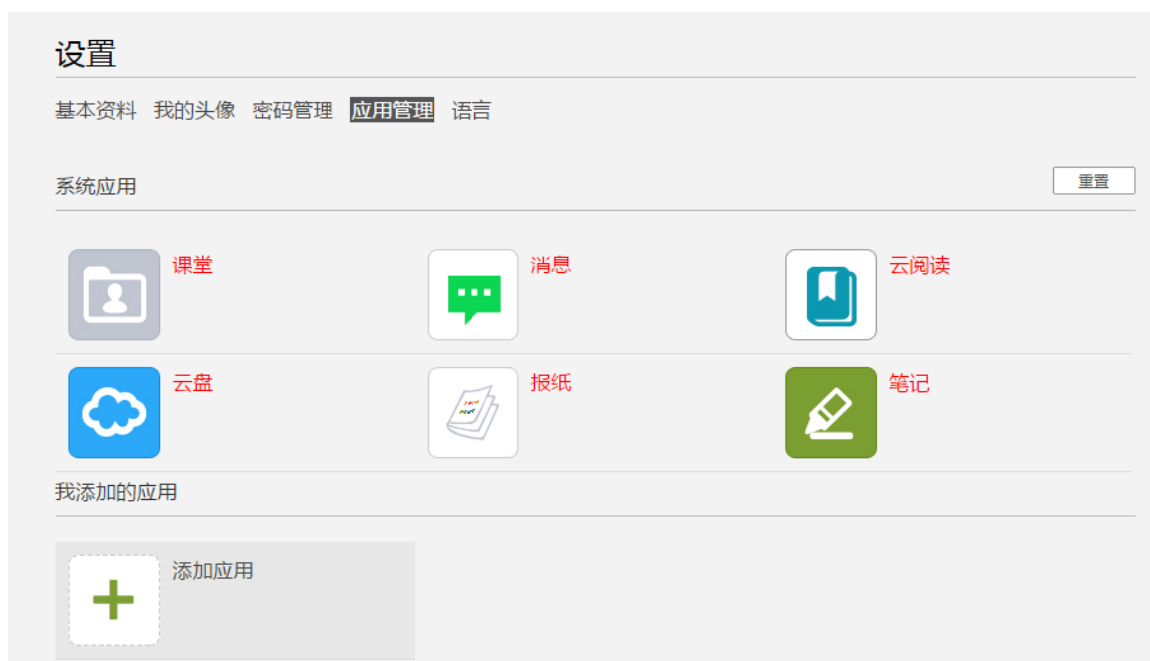 设置
基本资料 我的头像 密码管理 应用管理 语言
系统应用 重置
课堂 消息 云阅读
云盘 报纸 笔记
我添加的应用
添加应用